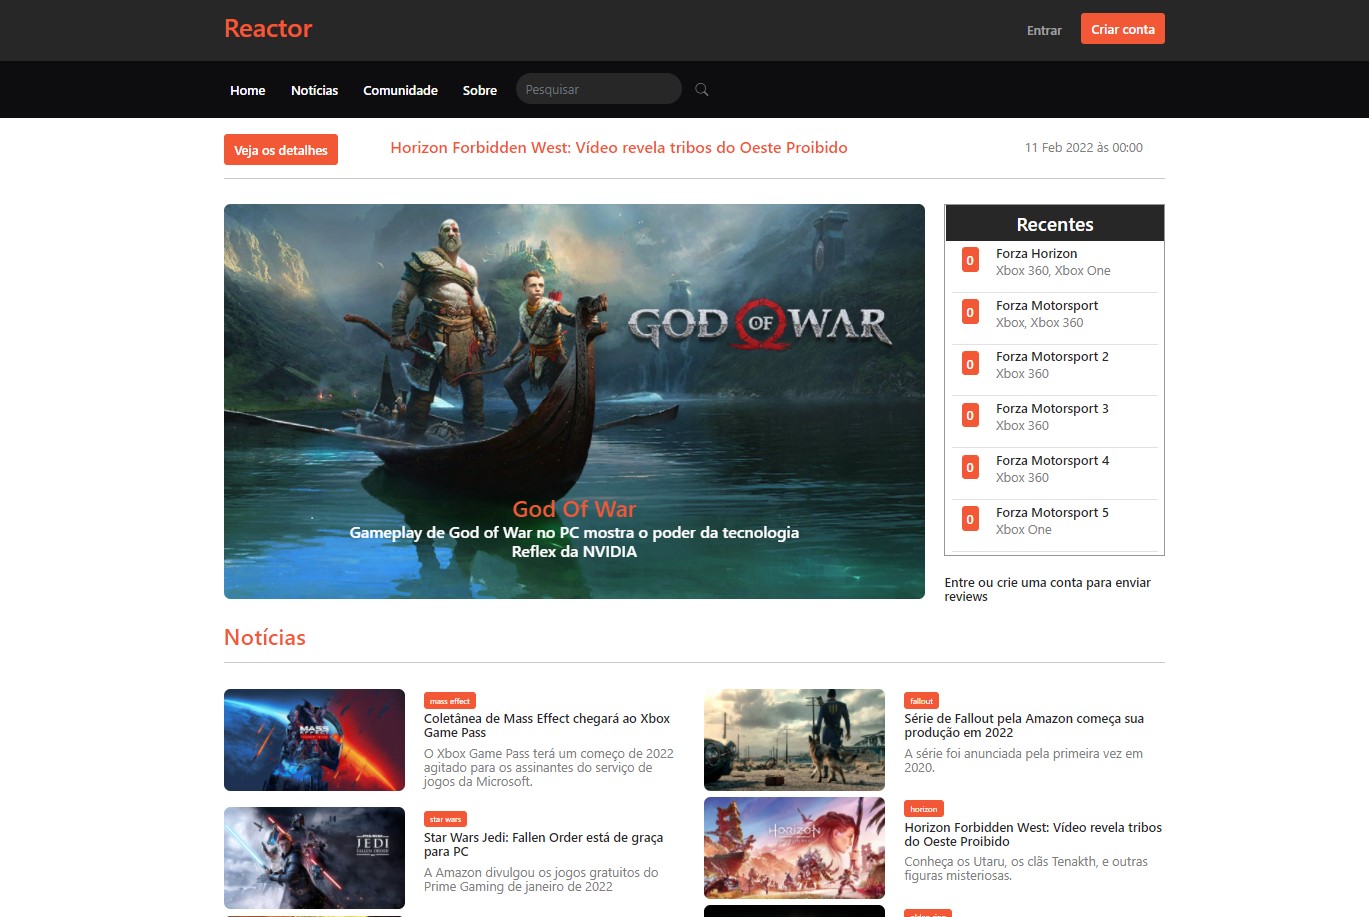 Reactor
Entrar
Criar conta
Home
Notícias
Comunidade
Sobre
Pesquisar
Veja os detalhes
Horizon Forbidden West: Vídeo revela tribos do Oeste Proibido
11 Feb 2022 às 00:00
GOD OF WAR
God Of War
Gameplay de God of War no PC mostra o poder da tecnologia
Reflex da NVIDIA
Recentes
0
Forza Horizon
Xbox 360, Xbox One
0
Forza Motorsport
Xbox, Xbox 360
0
Forza Motorsport 2
Xbox 360
0
Forza Motorsport 3
Xbox 360
0
Forza Motorsport 4
Xbox 360
0
Forza Motorsport 5
Xbox One
Entre ou crie uma conta para enviar
reviews
Notícias
MASS
EFFECT
mass effect
Coletânea de Mass Effect chegará ao Xbox
Game Pass
O Xbox Game Pass terá um começo de 2022
agitado para os assinantes do serviço de
jogos da Microsoft.
fallout
Série de Fallout pela Amazon começa sua
produção em 2022
A série foi anunciada pela primeira vez em
2020.
JEDI
FALLEN ORDER
star wars
Star Wars Jedi: Fallen Order está de graça
para PC
A Amazon divulgou os jogos gratuitos do
Prime Gaming de janeiro de 2022
HORIZON
horizon
Horizon Forbidden West: Vídeo revela tribos
do Oeste Proibido
Conheça os Utaru, os clãs Tenakth, e outras
figuras misteriosas.